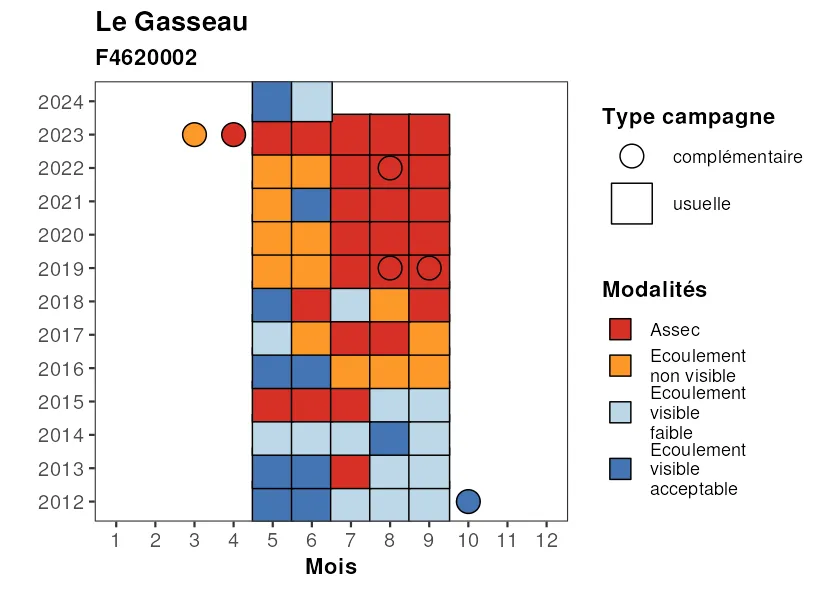 Le Gasseau
F4620002
2024
2023
2022
2021
2020
2019
2018
2017
2016
2015
2014
2013
2012
1 2 3 4 5 6 7 8 9 10 11 12
Mois
Type campagne
complémentaire
usuelle
Modalités
Assec
Ecoulement
non visible
Ecoulement
visible
faible
Ecoulement
visible
acceptable